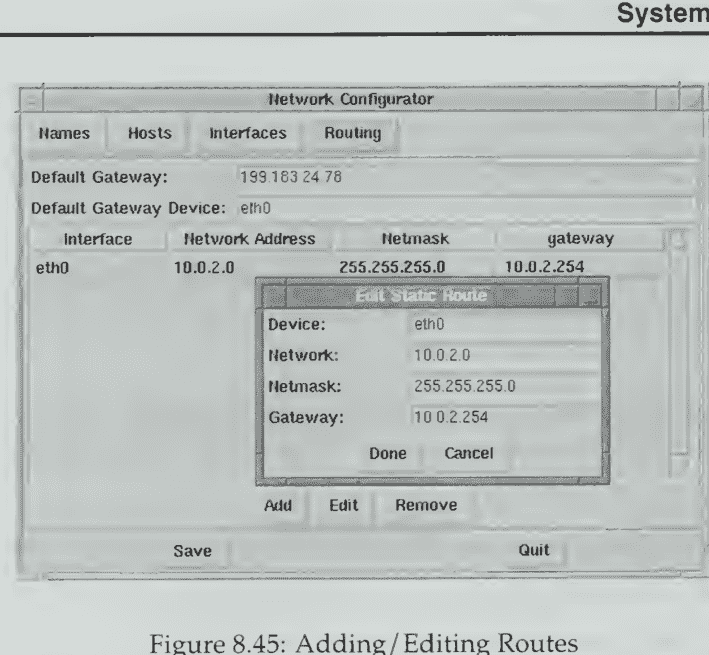 System
Network Configurator
Names Hosts Interfaces Routing
Default Gateway: 199.183.24.78
Default Gateway Device: eth0
Interface Network Address Netmask gateway
eth0 10.0.2.0 255.255.255.0 10.0.2.254
Edit Static Route
Device: eth0
Network: 10.0.2.0
Netmask: 255.255.255.0
Gateway: 10.0.2.254
Done Cancel
Add Edit Remove
Save Quit
Figure 8.45: Adding/Editing Routes